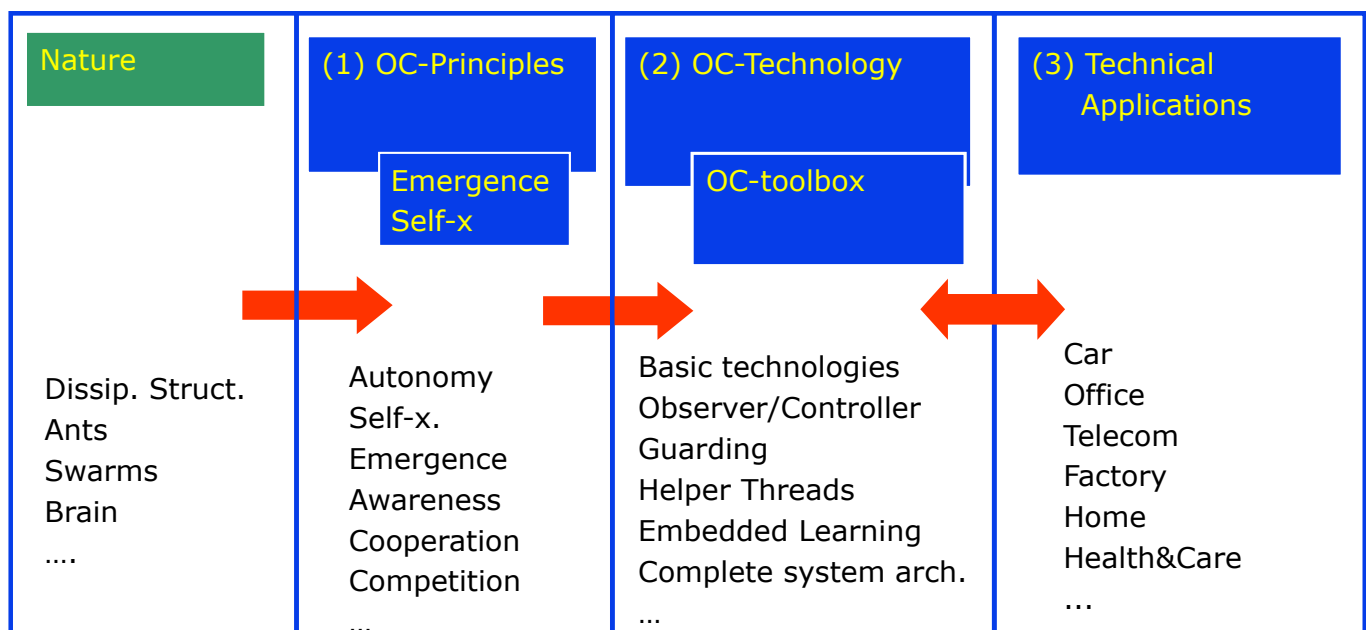 Nature
Dissip. Struct.
Ants
Swarms
Brain
….
(1) OC-Principles
Emergence
Self-x
Autonomy
Self-x.
Emergence
Awareness
Cooperation
Competition
…
(2) OC-Technology
OC-toolbox
Basic technologies
Observer/Controller
Guarding
Helper Threads
Embedded Learning
Complete system arch.
…
(3) Technical
Applications
Car
Office
Telecom
Factory
Home
Health&Care
...